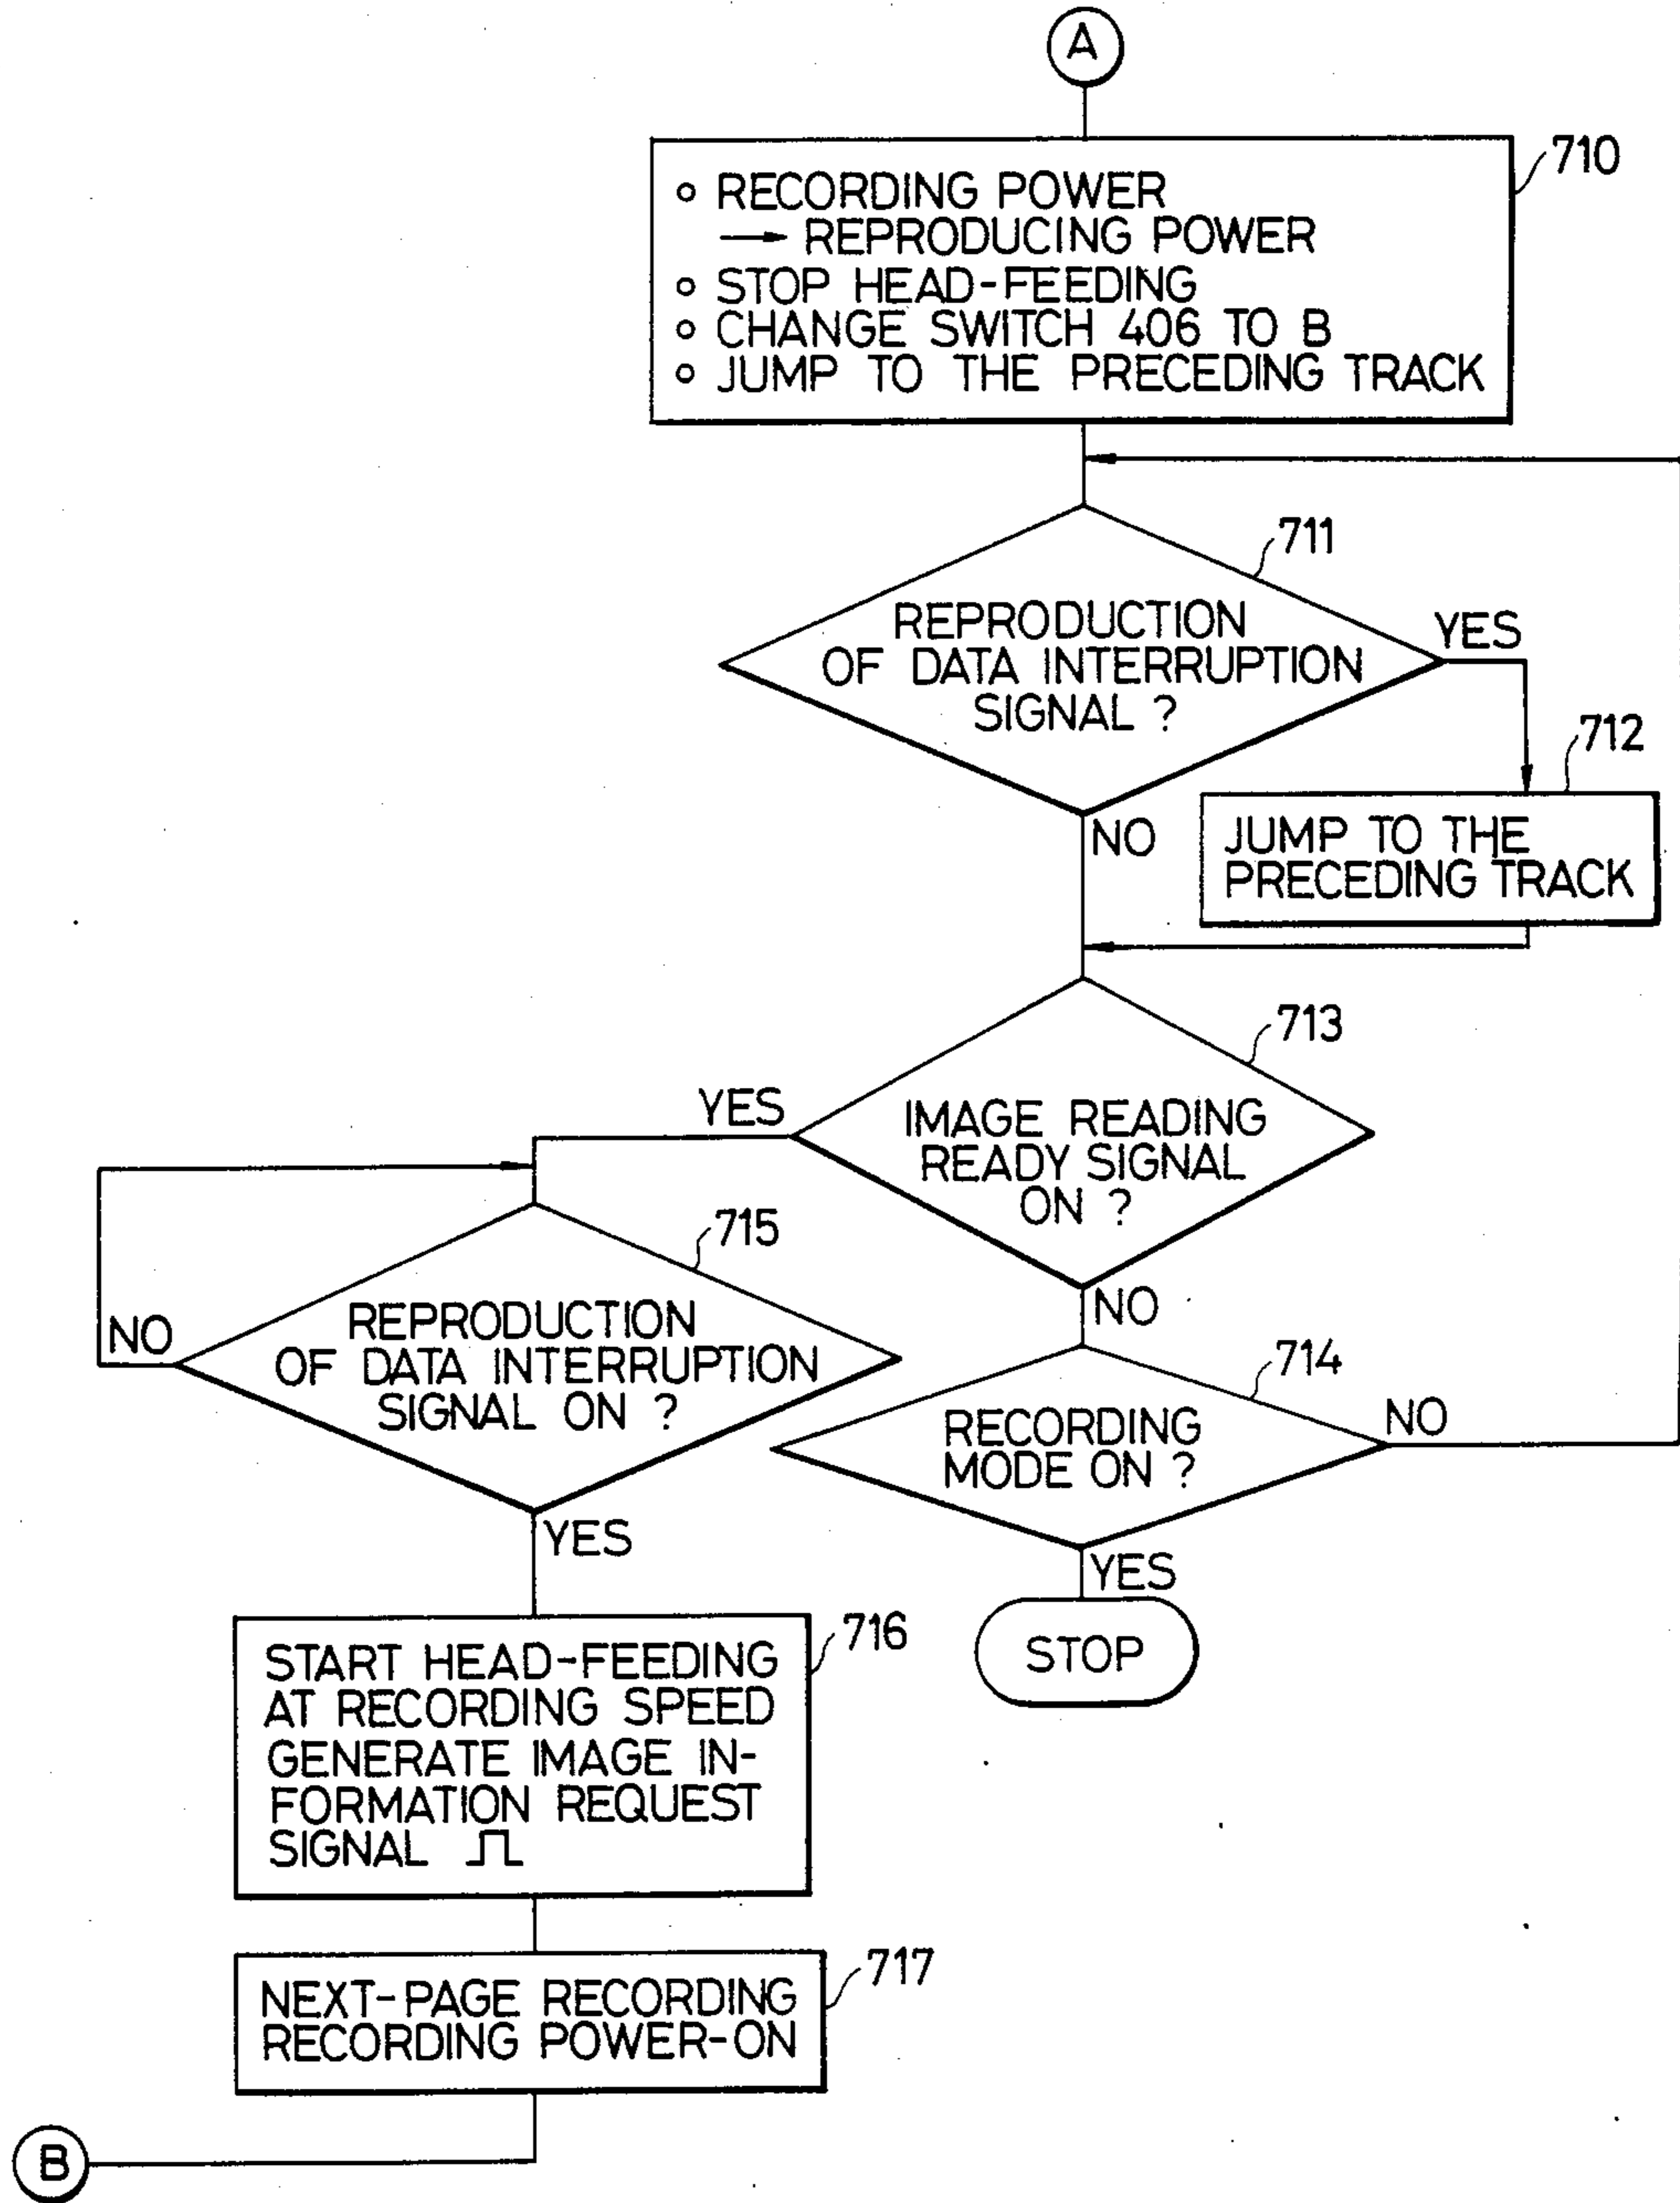 A
710
○ RECORDING POWER
→ REPRODUCING POWER
○ STOP HEAD-FEEDING
○ CHANGE SWITCH 406 TO B
○ JUMP TO THE PRECEDING TRACK
711
REPRODUCTION
OF DATA INTERRUPTION
SIGNAL ?
YES
712
NO
JUMP TO THE
PRECEDING TRACK
713
YES
IMAGE READING
READY SIGNAL
ON ?
715
NO
NO
REPRODUCTION
OF DATA INTERRUPTION
SIGNAL ON ?
714
NO
RECORDING
MODE ON ?
YES
YES
716
STOP
START HEAD-FEEDING
AT RECORDING SPEED
GENERATE IMAGE IN-
FORMATION REQUEST
SIGNAL
717
NEXT-PAGE RECORDING
RECORDING POWER-ON
B